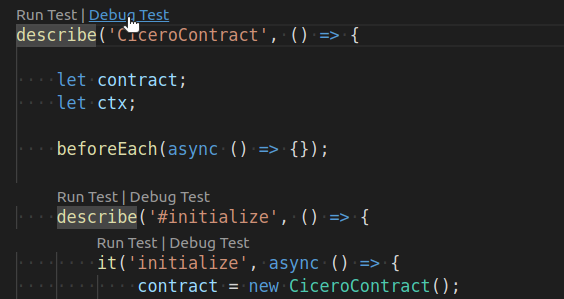 Run Test | Debug Test
describe('CiceroContract', () => {
let contract;
let ctx;
beforeEach(async () => {});
Run Test | Debug Test
describe('#initialize', () => {
Run Test | Debug Test
it('initialize', async () => {
contract = new CiceroContract();